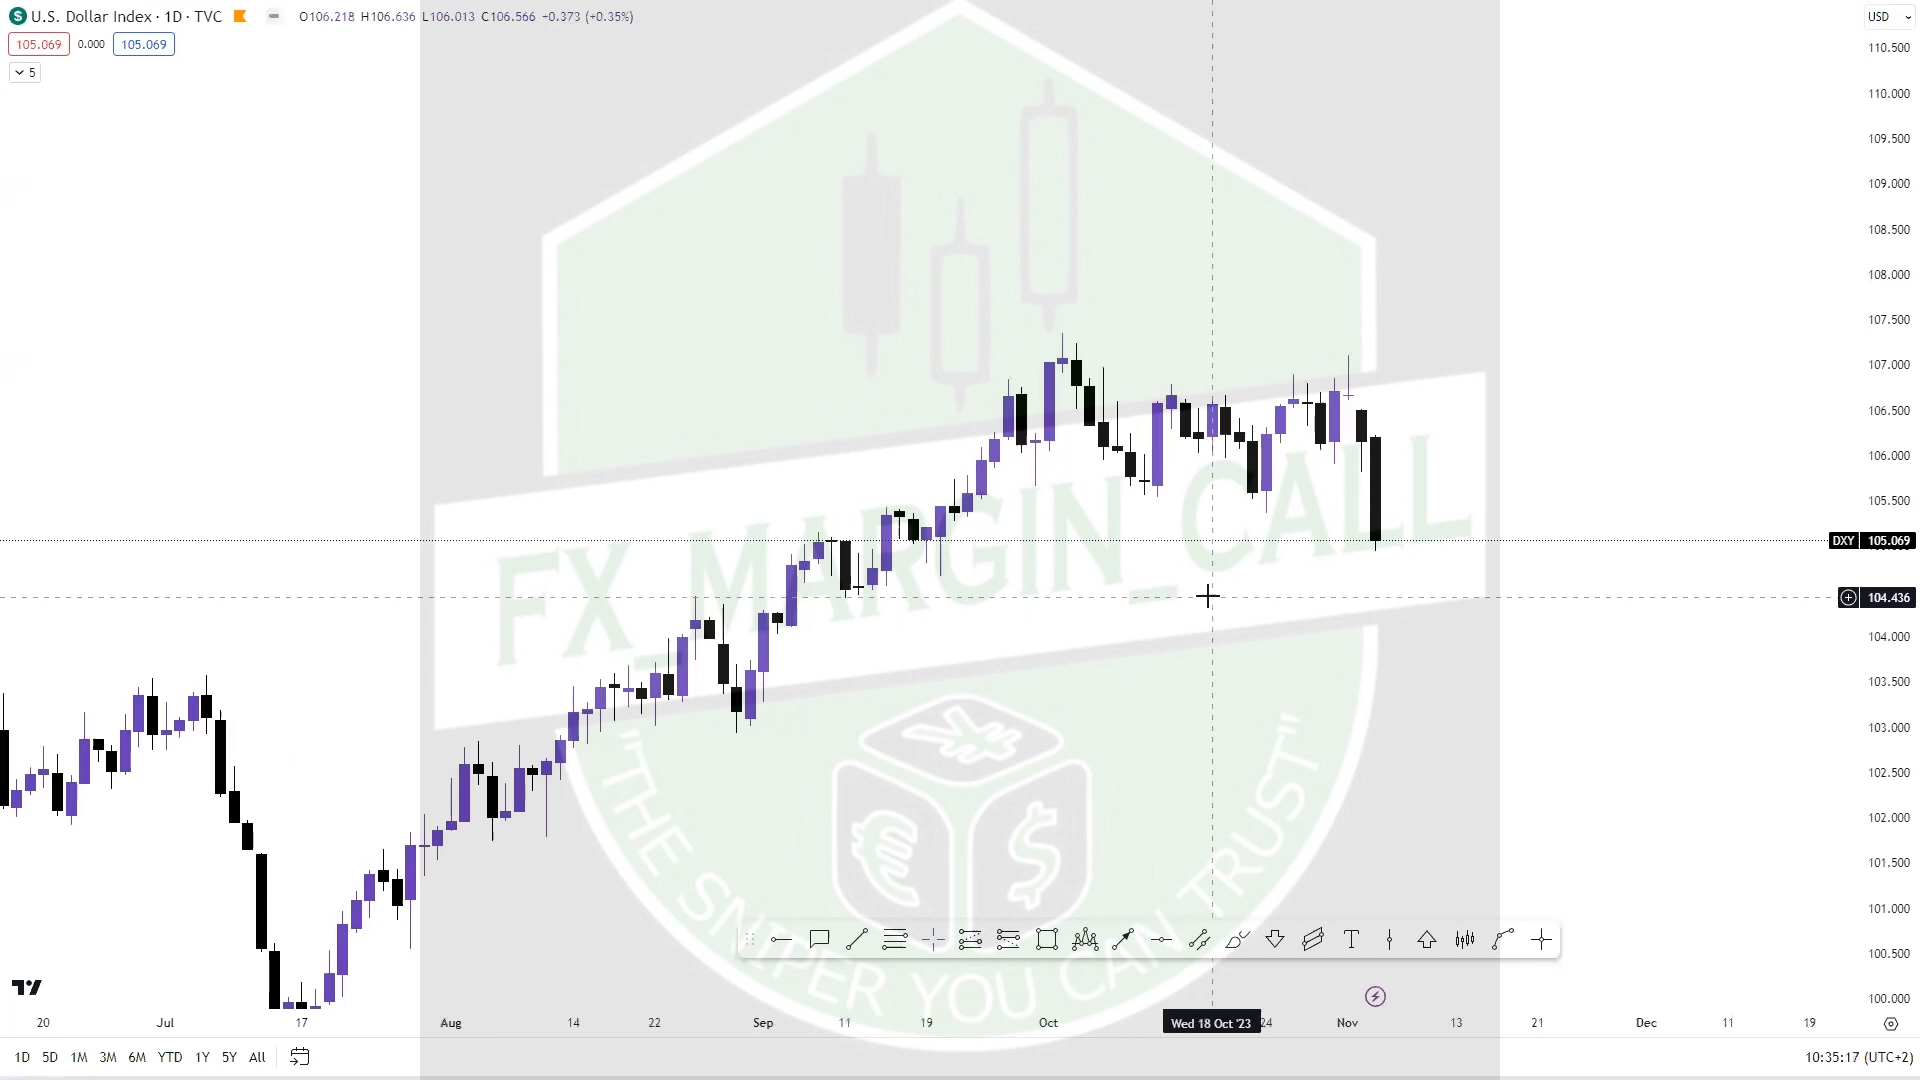 U.S. Dollar Index · 1D · TVC O106.218 H106.636 L106.013 C106.566 +0.373 (+0.35%)
105.069 0.000 105.069
5
USD
110.500
110.000
109.500
109.000
108.500
108.000
107.500
107.000
106.500
106.000
105.500
DXY 105.069
104.436
104.000
103.500
103.000
102.500
102.000
101.500
101.000
100.500
100.000
FX_MARGIN_CALL
"THE SNIPER YOU CAN TRUST"
20 Jul 17 Aug 14 22 Sep 11 19 Oct Wed 18 Oct '23 24 Nov 13 21 Dec 11 19
1D 5D 1M 3M 6M YTD 1Y 5Y All 10:35:17 (UTC+2)